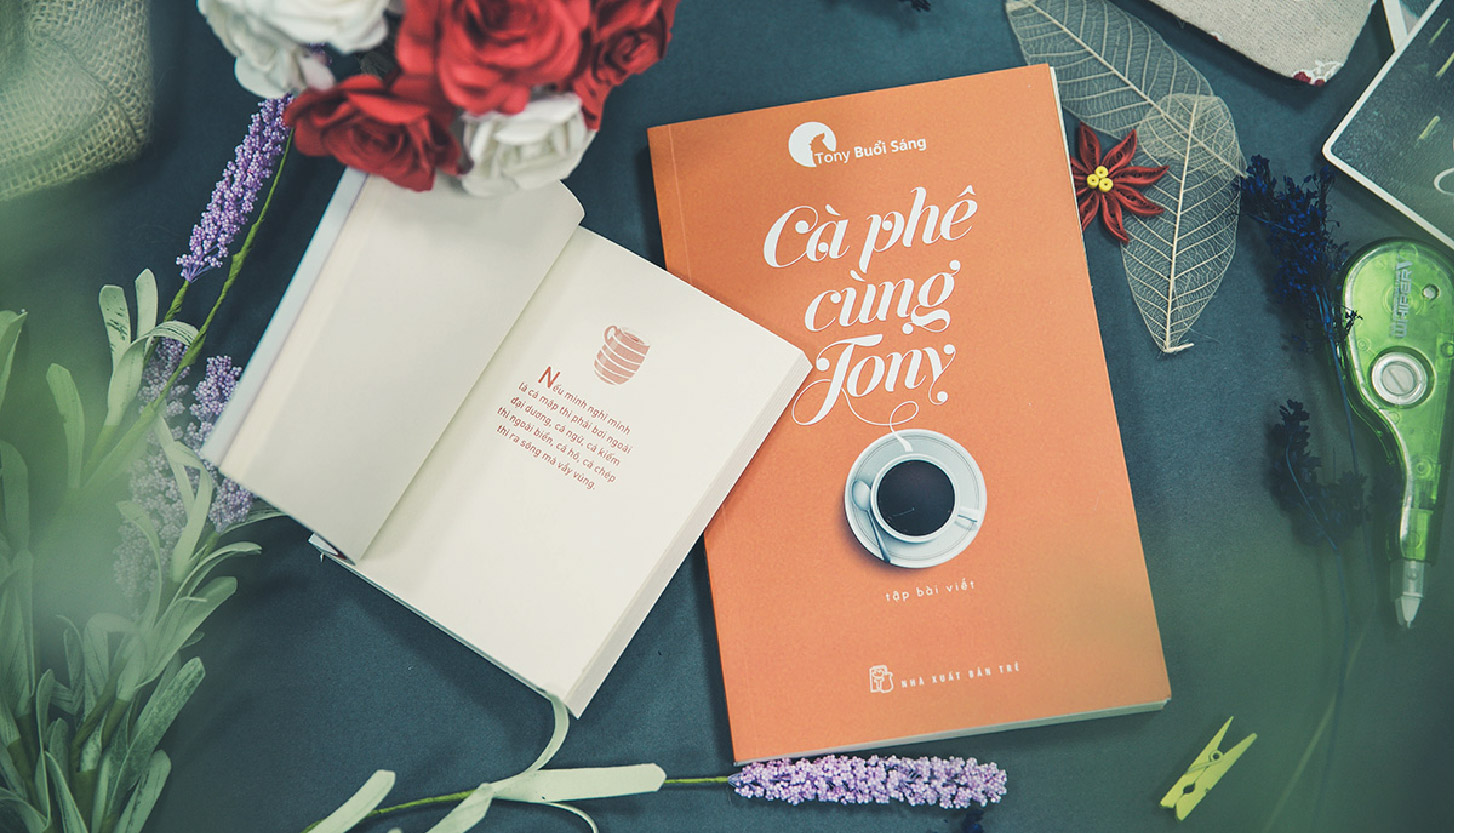 Nếu mình nghĩ mình
là cá mập thì phải bơi ngoài
đại dương, cá ngừ, cá kiếm
thì ngoài biển, cá hố, cá chép
thì ra sông mà vẫy vùng.
Tony Buổi Sáng
Cà phê
cùng
Tony
tập bài viết
NHÀ XUẤT BẢN TRẺ